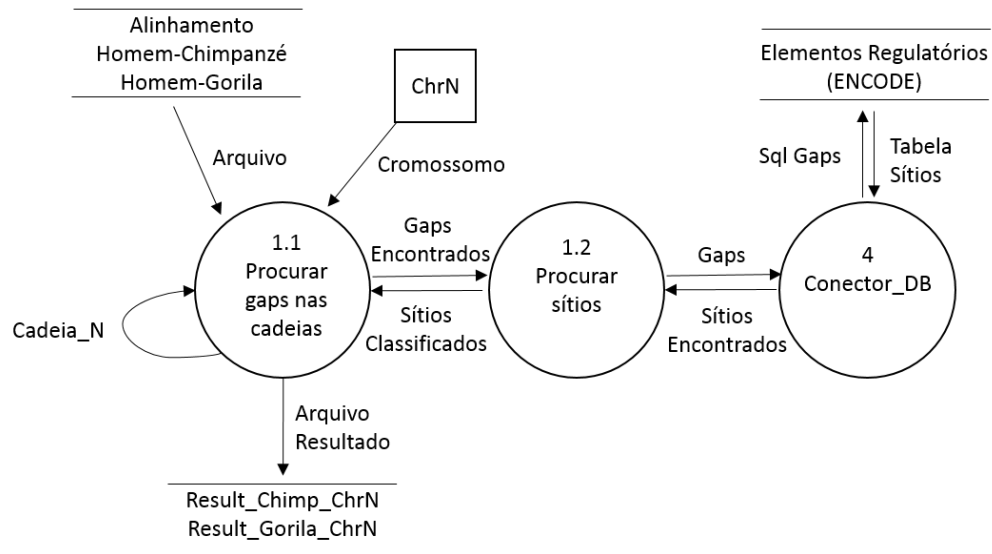 Alinhamento
Homem-Chimpanzé
Homem-Gorila
ChrN
Elementos Regulatórios
(ENCODE)
Arquivo
Cromossomo
Sql Gaps
Tabela
Sítios
1.1
Procurar
gaps nas
cadeias
Gaps
Encontrados
Sítios
Classificados
1.2
Procurar
sítios
Gaps
Sítios
Encontrados
4
Conector_DB
Cadeia_N
Arquivo
Resultado
Result_Chimp_ChrN
Result_Gorila_ChrN